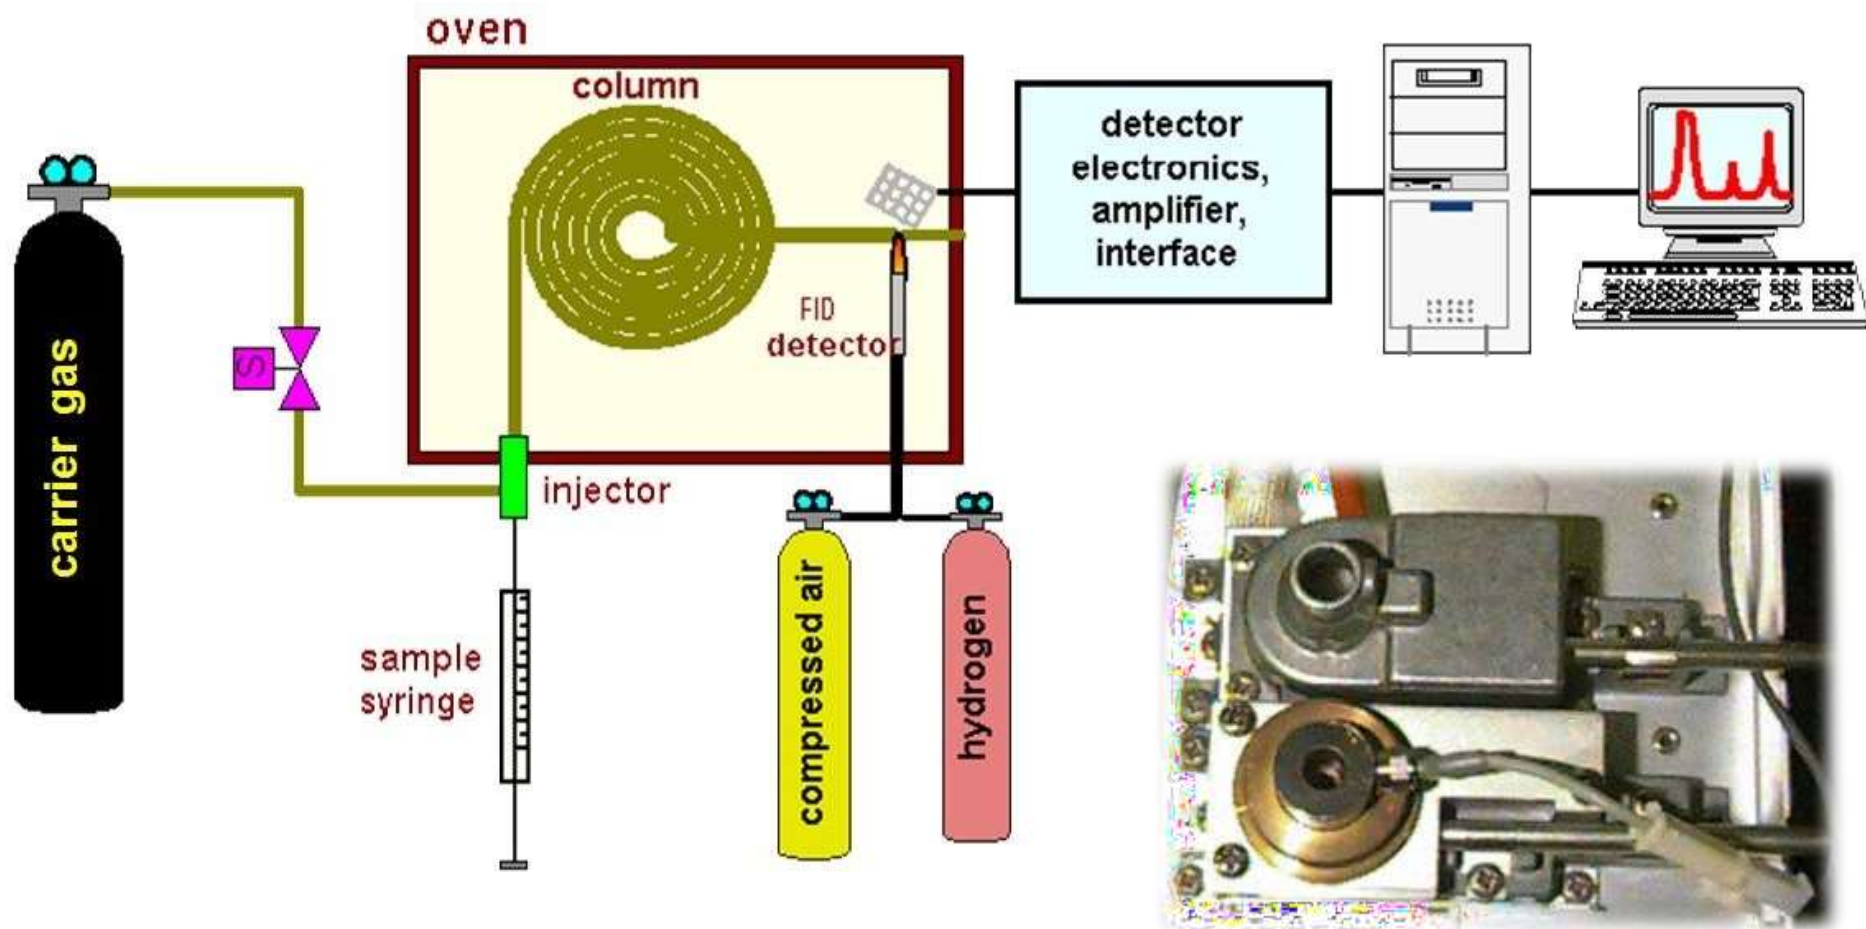 oven
column
detector
electronics,
amplifier,
interface
FID
detector
carrier gas
S
injector
sample
syringe
compressed air
hydrogen